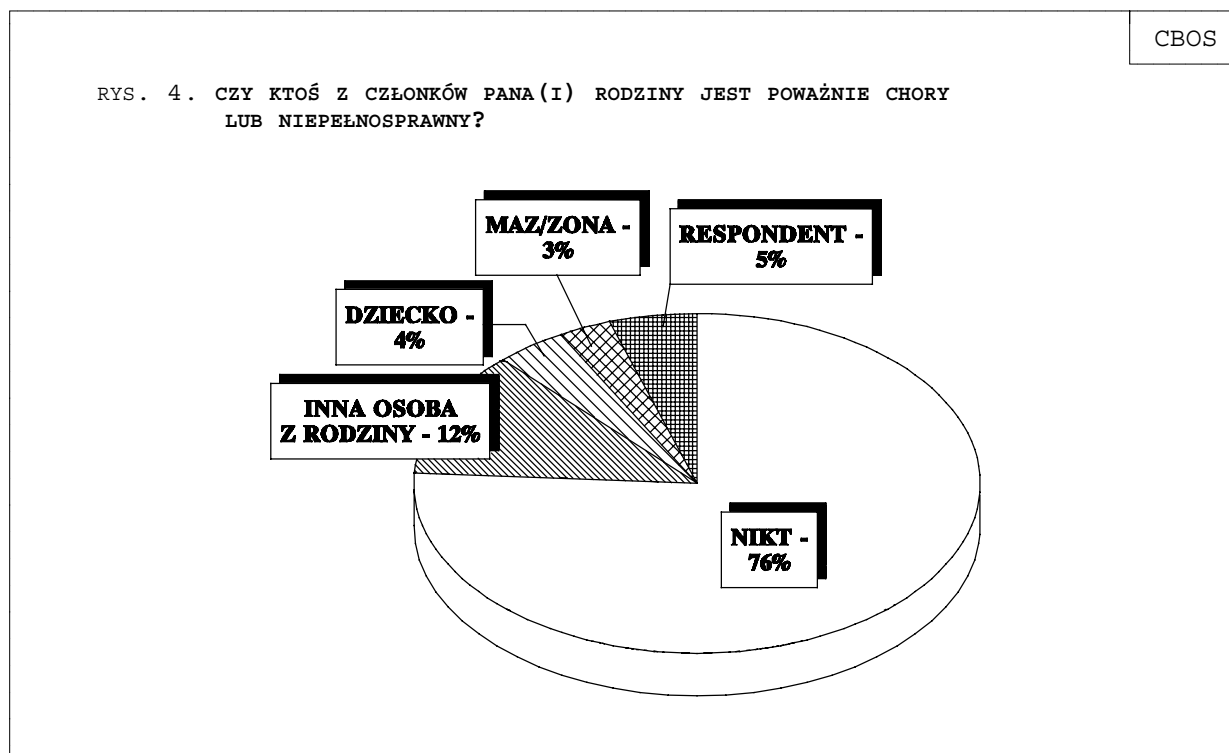 CBOS
RYS. 4. CZY KTOŚ Z CZŁONKÓW PANA(I) RODZINY JEST POWAŻNIE CHORY
LUB NIEPEŁNOSPRAWNY?
MAZ/ZONA -
3%
RESPONDENT -
5%
DZIECKO -
4%
INNA OSOBA
Z RODZINY - 12%
NIKT -
76%